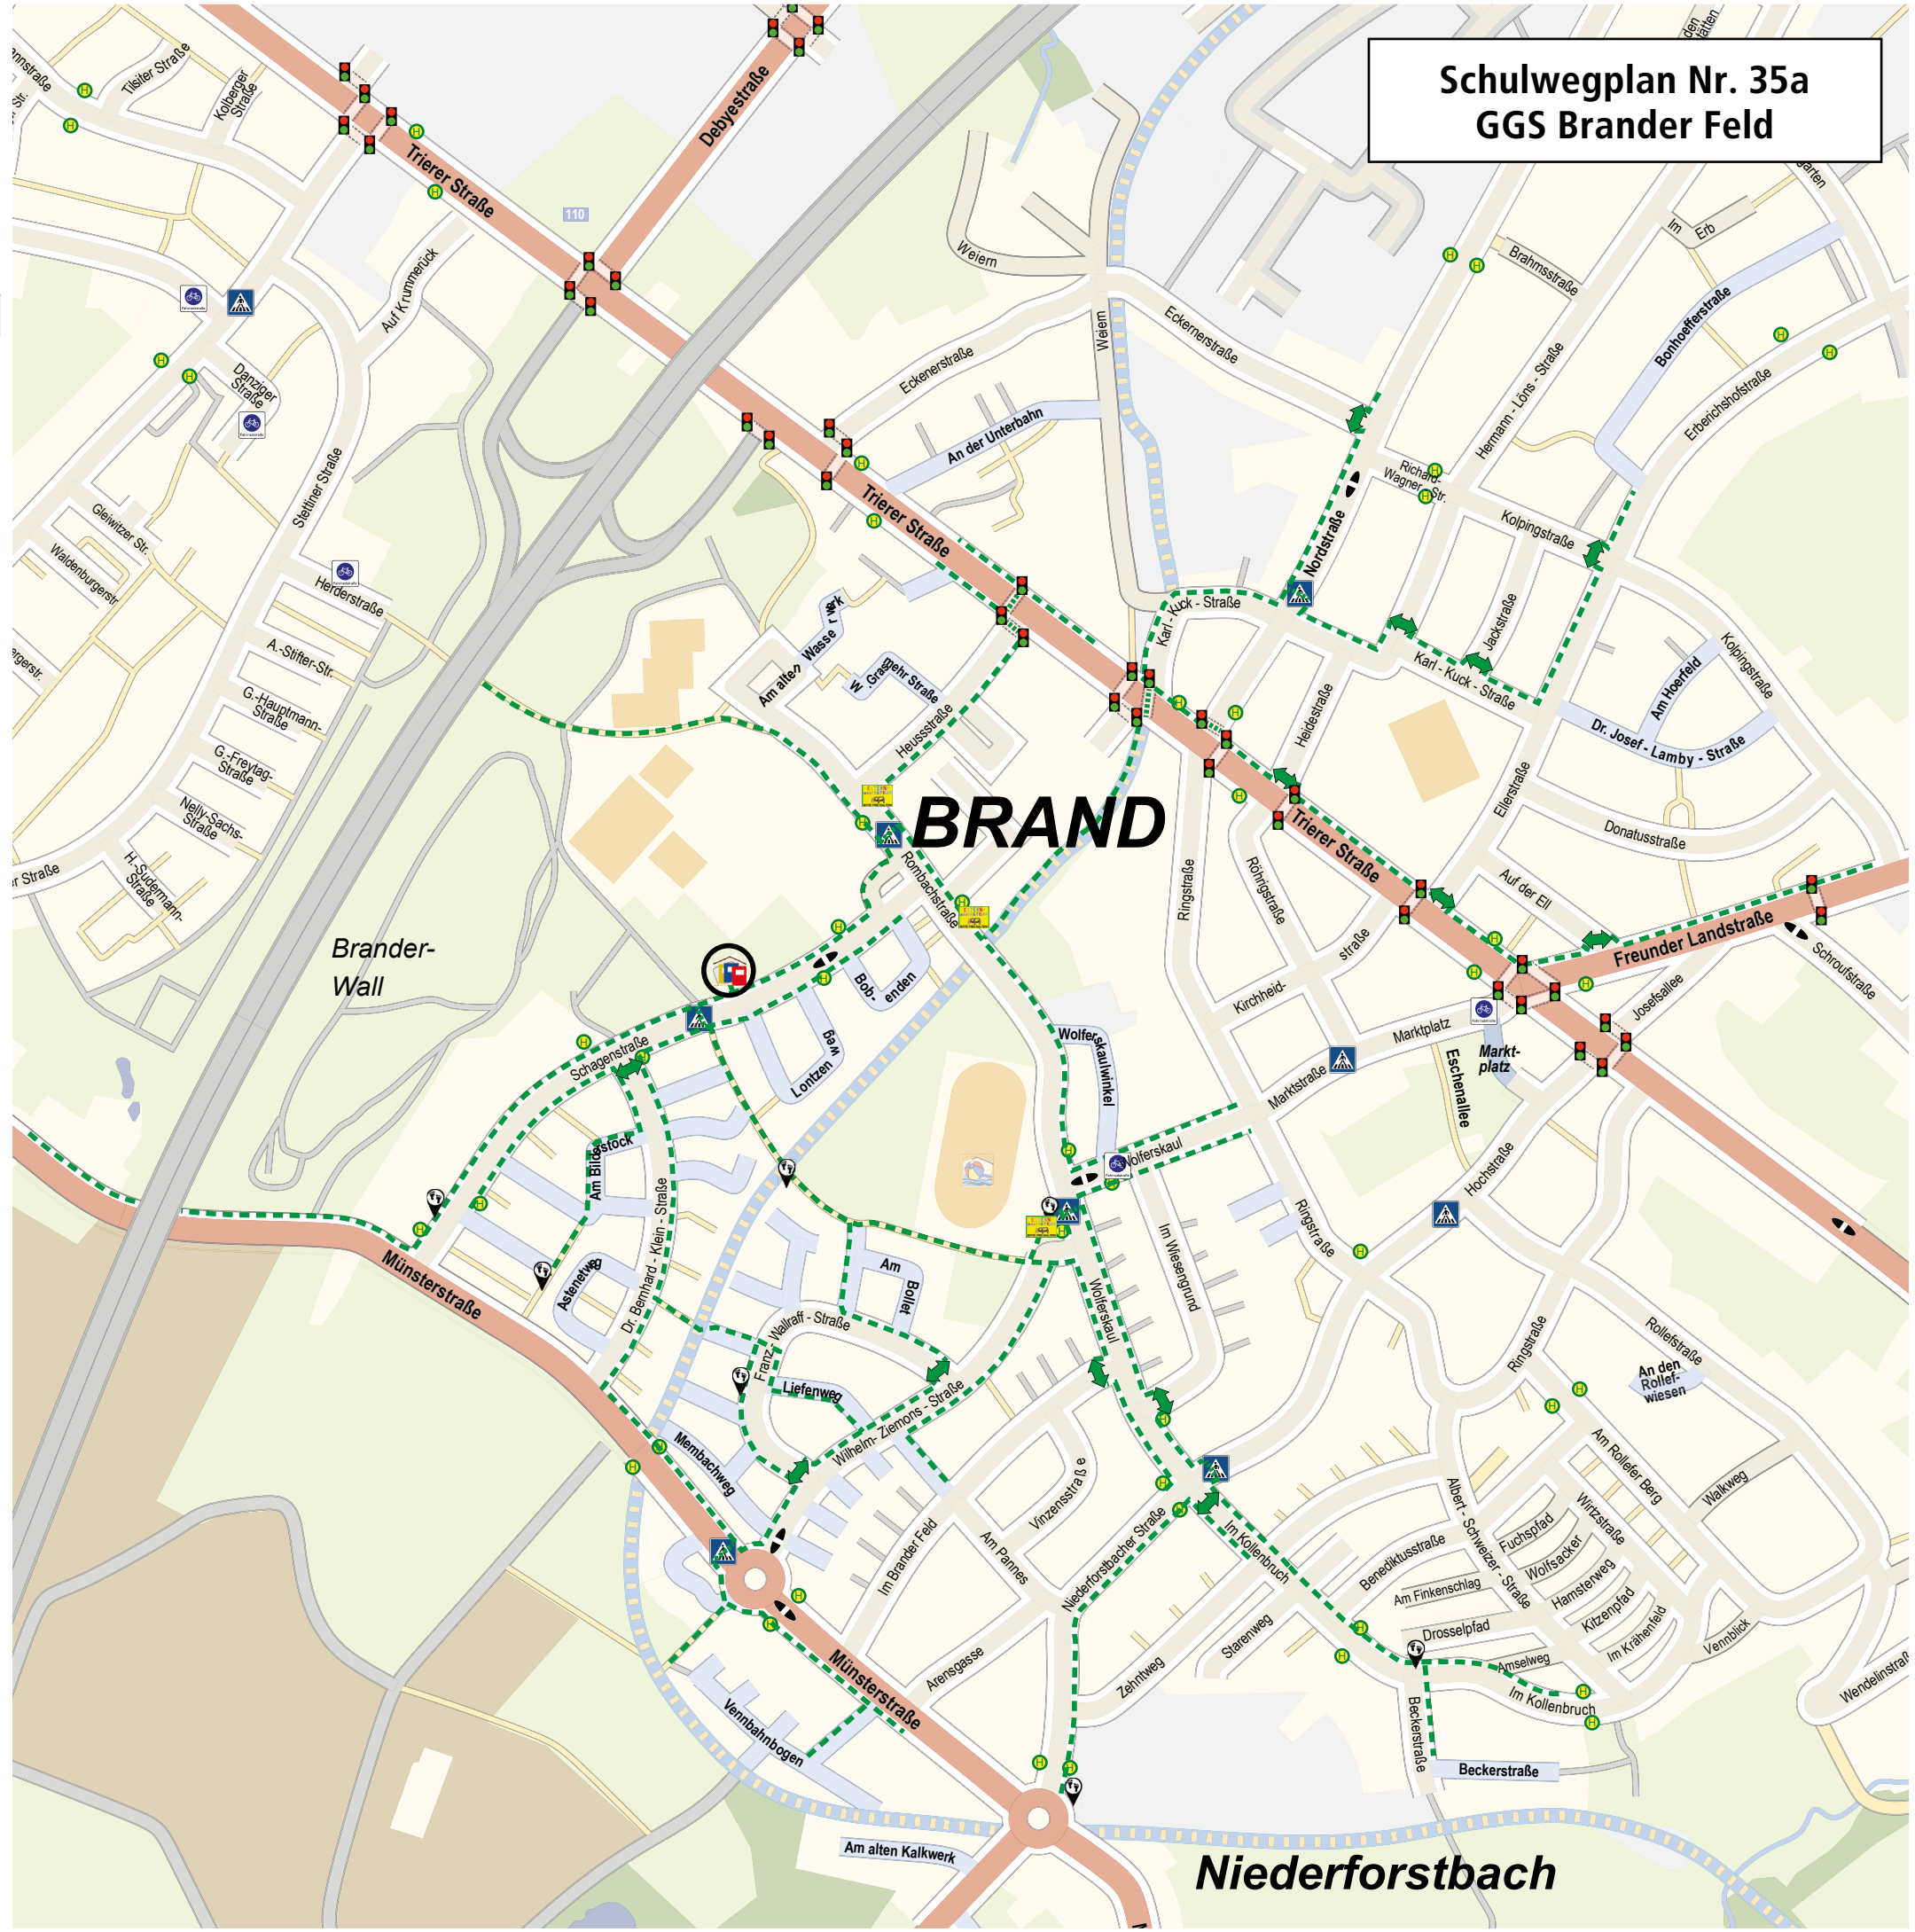 Schulwegplan Nr. 35a
GGS Brander Feld
Tilsiter Straße
Kolberger
Straße
Trierer Straße
Debyestraße
110
Auf Krummerück
Danziger
Straße
Stettiner Straße
Gleiwitzer Str.
Waldenburgerstr
Herderstraße
A.-Stifter-Str.
G.-Hauptmann-
Straße
G.-Freytag-
Straße
Nelly-Sachs-
Straße
H.-Sudermann-
Straße
Weiern
Weiern
Eckernerstraße
Eckenerstraße
An der Unterbahn
Trierer Straße
Im Erb
Brahmsstraße
Bonhoefferstraße
Hermann - Löns - Straße
Erberichshofstraße
Richard-
Wagner - Str.
Kolpingstraße
Nordstraße
Jackstraße
Karl - Kuck - Straße
Karl - Kuck - Straße
Karl - Kuck - Straße
Kolpingstraße
Am Hoerfeld
Dr. Josef - Lamby - Straße
Heidestraße
Ellerstraße
Donatusstraße
Auf der Ell
Freunder Landstraße
Schroufstraße
Josefsallee
Heussstraße
BRAND
Rombachstraße
Ringstraße
Röhrigstraße
Trierer Straße
Kirchheid-
straße
Marktplatz
Markt-
platz
Marktstraße
Eschenallee
Hochstraße
Brander-
Wall
Bob-
enden
Lontzen
weg
Schagenstraße
Wolferskaulwinkel
Wolferskaul
Im Wiesengrund
Ringstraße
Dr. Bernhard - Klein - Straße
Astenetweg
Münsterstraße
Am
Bollet
Franz - Wallraff - Straße
Liefenweg
Wilhelm- Ziemons - Straße
Wolferskaul
Membachweg
Vinzensstraße
Im Brander Feld
Am Pannes
Niederforstbacher Straße
Im Kollenbruch
Ringstraße
Rollefstraße
An den
Rollef-
wiesen
Am Rollefer Berg
Walkweg
Wirtzstraße
Albert - Schweizer - Straße
Fuchspfad
Wolfsacker
Benediktusstraße
Am Finkenschlag
Hamsterweg
Kitzenpfad
Im Krähenfeld
Drosselpfad
Vennblick
Amselweg
Im Kollenbruch
Starenweg
Zehntweg
Arensgasse
Münsterstraße
Vennbahnbogen
Beckerstraße
Beckerstraße
Am alten Kalkwerk
Niederforstbach